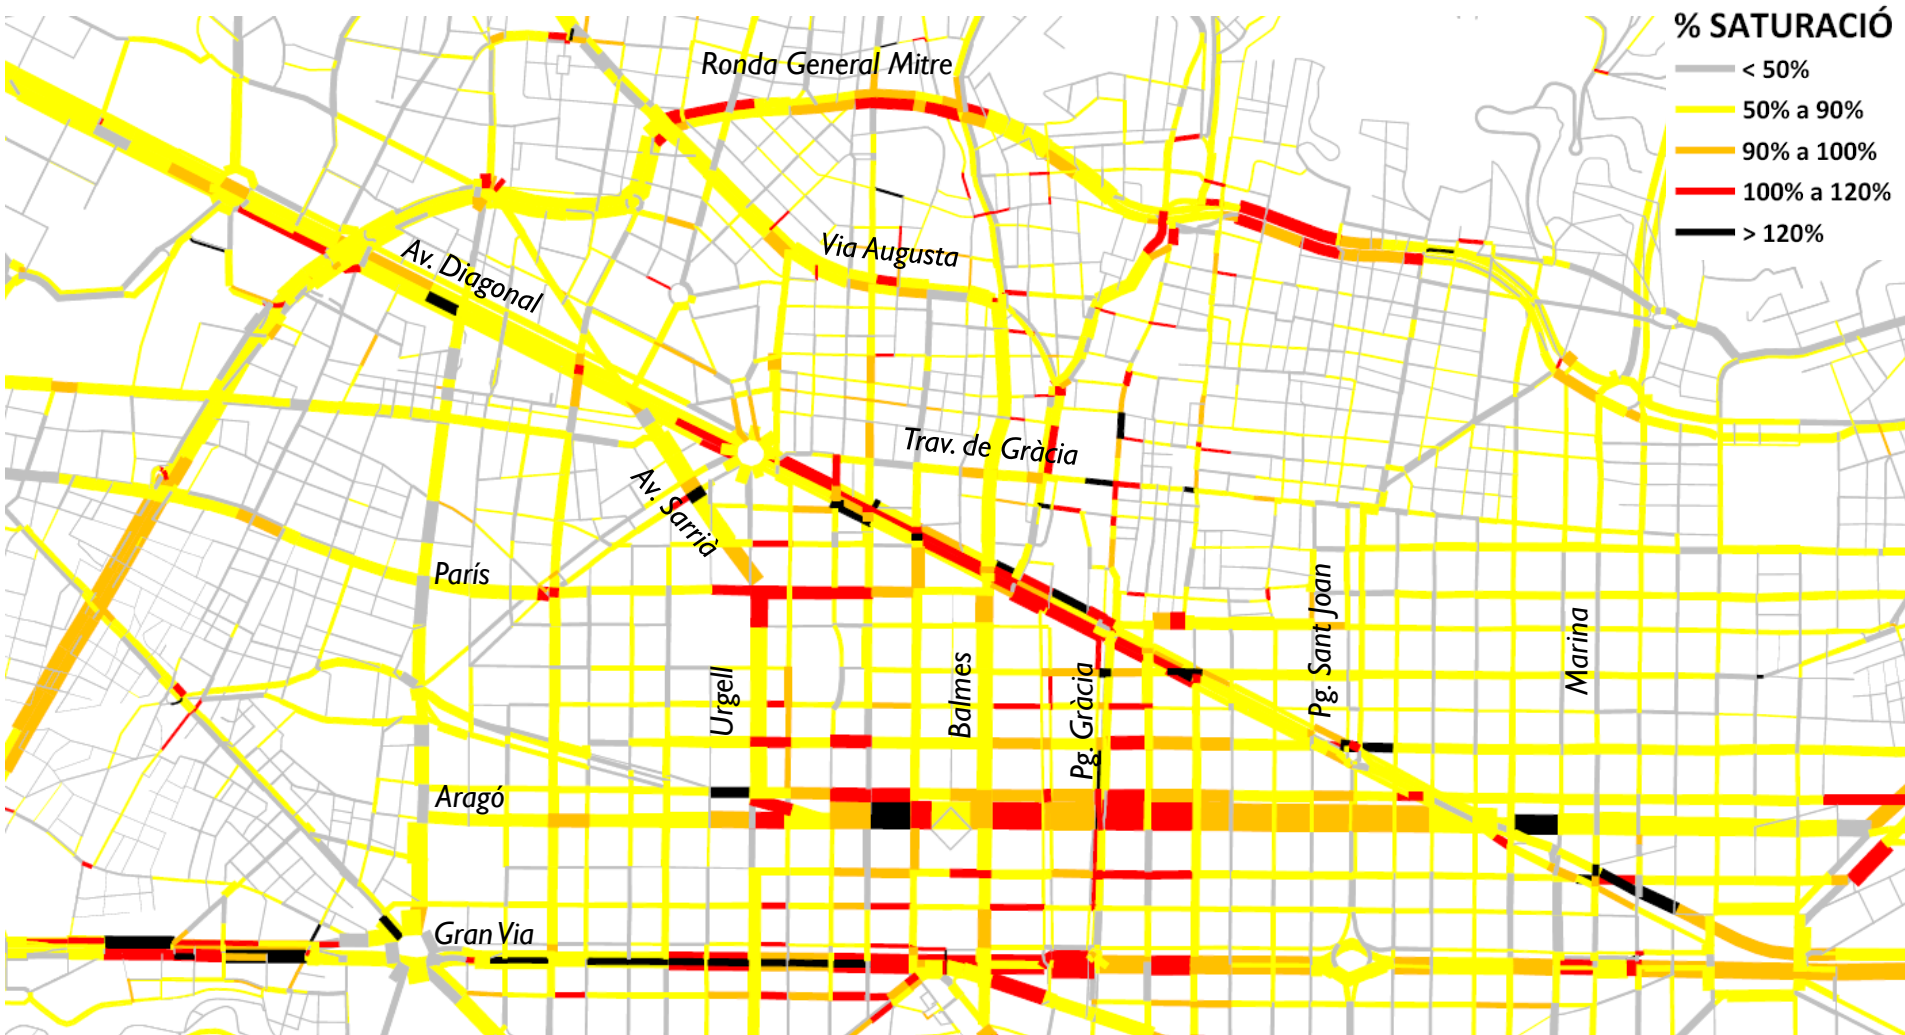 % SATURACIÓ
< 50%
50% a 90%
90% a 100%
100% a 120%
> 120%
Ronda General Mitre
Via Augusta
Av. Diagonal
Trav. de Gràcia
Av. Sarrià
París
Pg. Sant Joan
Marina
Urgell
Balmes
Pg. Gràcia
Aragó
Gran Via